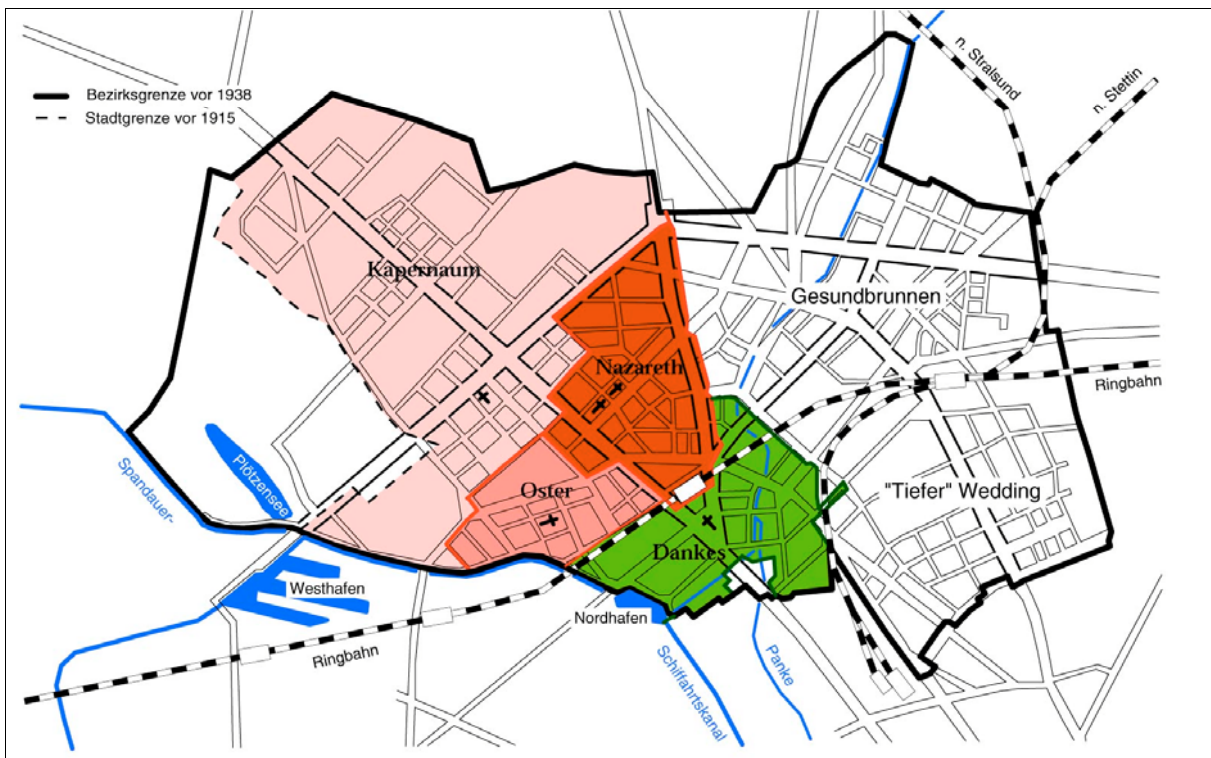 n. Stralsund
n. Stettin
Bezirksgrenze vor 1938
Stadtgrenze vor 1915
Kapernaum
Gesundbrunnen
Nazareth
Ringbahn
Spandauer-
Plötzensee
Oster
"Tiefer" Wedding
Dankes
Westhafen
Nordhafen
Ringbahn
Schiffahrtskanal
Panke